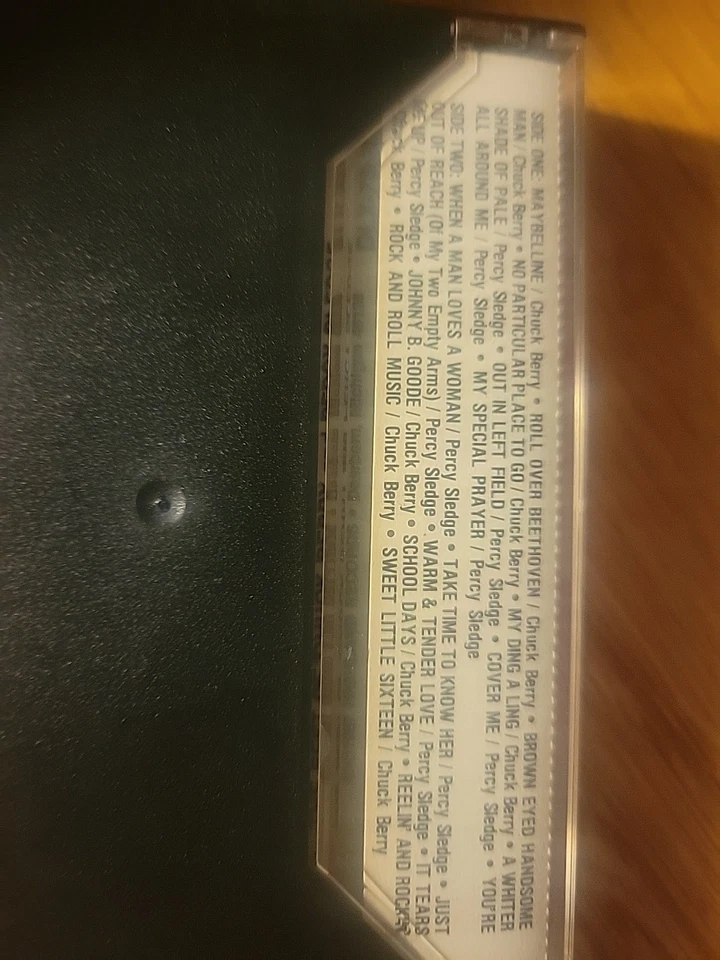 SIDE ONE: MAYBELLINE / Chuck Berry • ROLL OVER BEETHOVEN / Chuck Berry • BROWN EYED HANDSOME
MAN / Chuck Berry • NO PARTICULAR PLACE TO GO / Chuck Berry • MY DING A LING / Chuck Berry • A WHITER
SHADE OF PALE / Percy Sledge • OUT IN LEFT FIELD / Percy Sledge • COVER ME / Percy Sledge • YOU'RE
ALL AROUND ME / Percy Sledge • MY SPECIAL PRAYER / Percy Sledge
SIDE TWO: WHEN A MAN LOVES A WOMAN / Percy Sledge • TAKE TIME TO KNOW HER / Percy Sledge • JUST
OUT OF REACH (Of My Two Empty Arms) / Percy Sledge • WARM & TENDER LOVE / Percy Sledge • IT TEARS
ME UP / Percy Sledge • JOHNNY B. GOODE / Chuck Berry • SCHOOL DAYS / Chuck Berry • REELIN' AND
Chuck Berry • ROCK AND ROLL MUSIC / Chuck Berry • SWEET LITTLE SIXTEEN / Chuck Berry